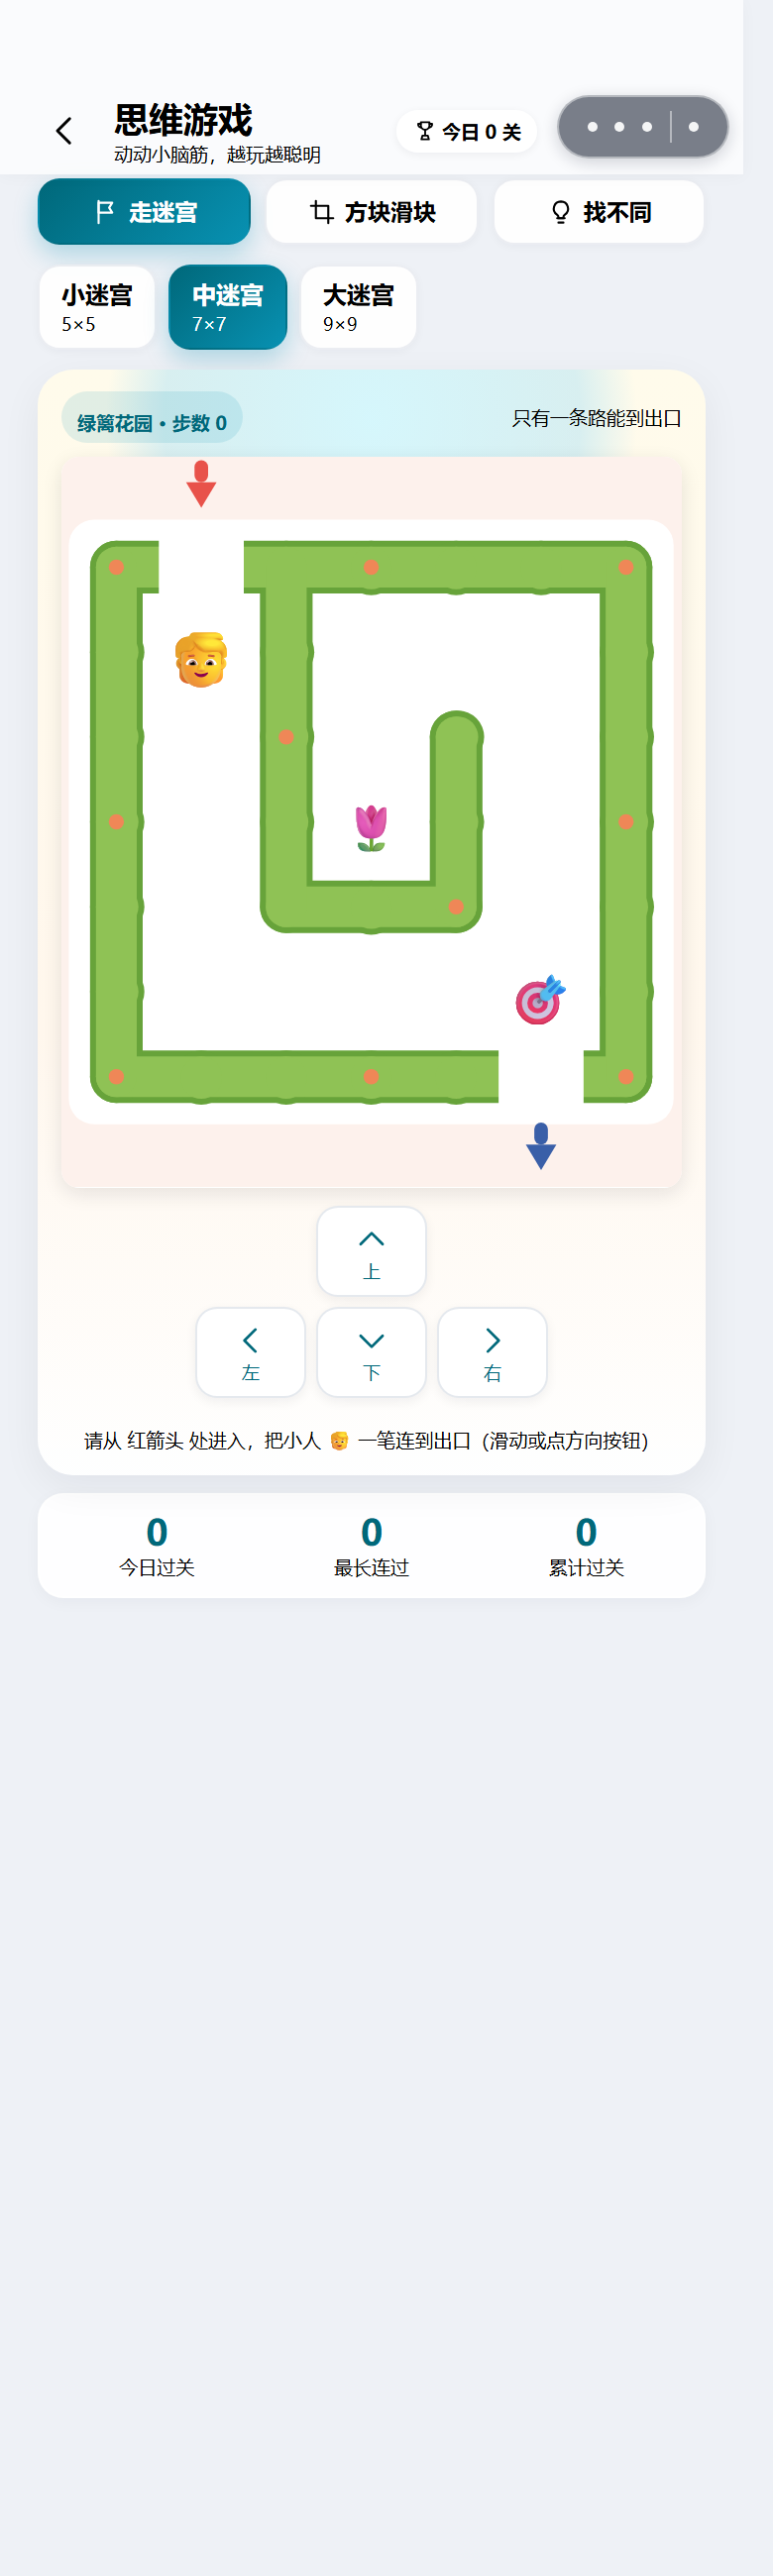 思维游戏
今日 0 关
动动小脑筋，越玩越聪明
走迷宫
方块滑块
找不同
小迷宫
5×5
中迷宫
7×7
大迷宫
9×9
绿篱花园 • 步数 0
只有一条路能到出口
上
左
下
右
请从 红箭头 处进入，把小人 一笔连到出口（滑动或点方向按钮）
0
今日过关
0
最长连过
0
累计过关